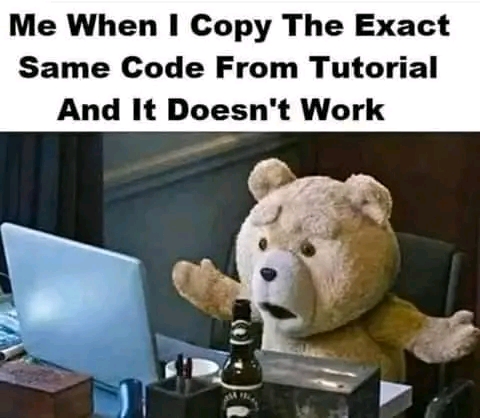 Me When I Copy The Exact
Same Code From Tutorial
And It Doesn't Work